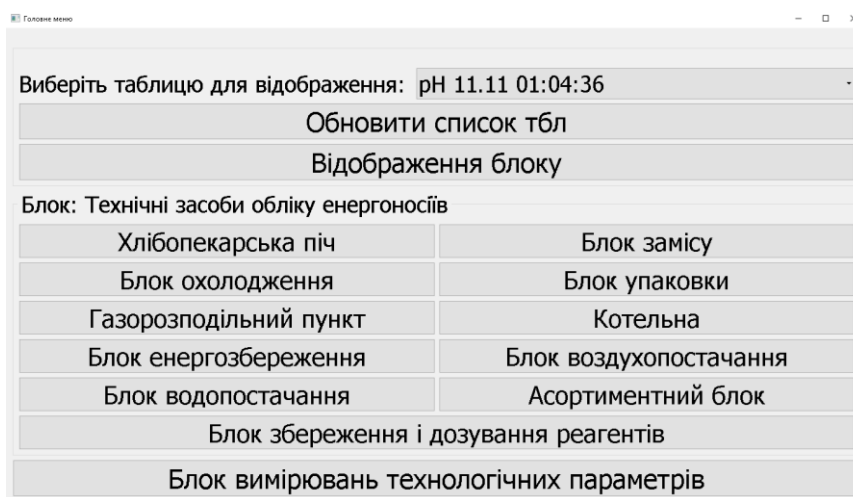 Головне меню
Виберіть таблицю для відображення: pH 11.11 01:04:36
Обновити список тбл
Відображення блоку
Блок: Технічні засоби обліку енергоносіїв
Хлібопекарська піч Блок замісу
Блок охолодження Блок упаковки
Газорозподільний пункт Котельна
Блок енергозбереження Блок воздухопостачання
Блок водопостачання Асортиментний блок
Блок збереження і дозування реагентів
Блок вимірювань технологічних параметрів